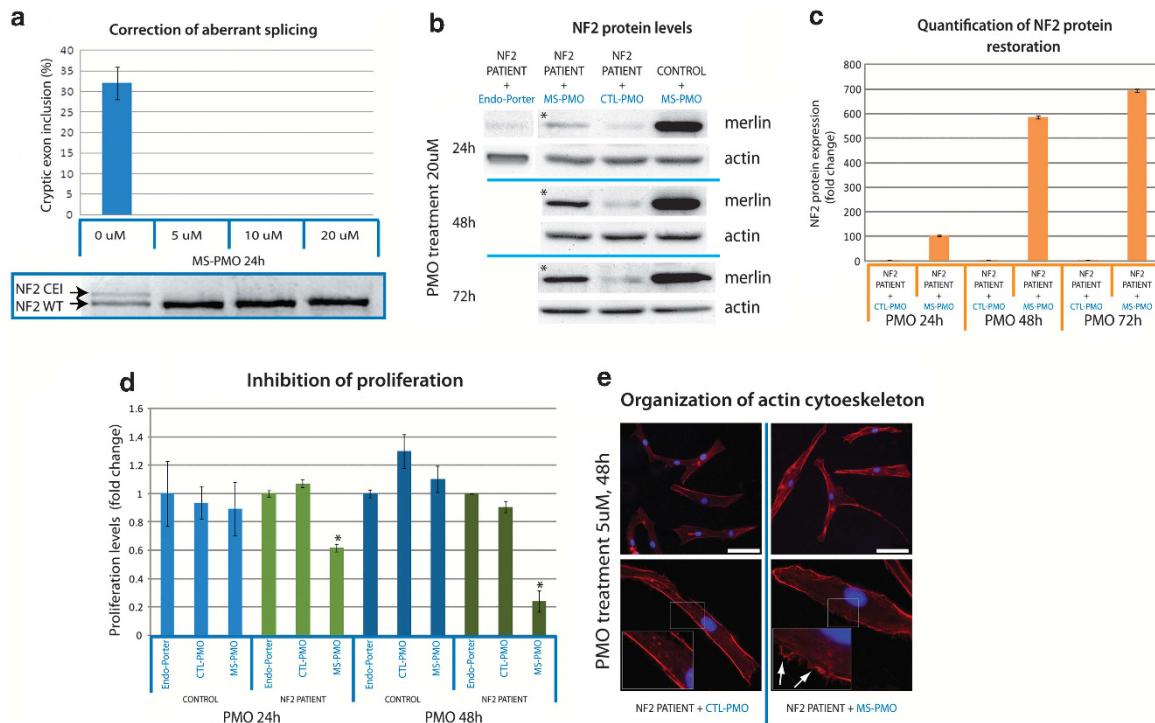 a
Correction of aberrant splicing
Cryptic exon inclusion (%)
40
35
30
25
20
15
10
5
0
0 uM 5 uM 10 uM 20 uM
MS-PMO 24h
NF2 CEI
NF2 WT
b
NF2 protein levels
NF2 PATIENT + Endo-Porter
NF2 PATIENT + MS-PMO
NF2 PATIENT + CTL-PMO
CONTROL + MS-PMO
PMO treatment 20uM
24h
* merlin
actin
48h
* merlin
actin
72h
* merlin
actin
c
Quantification of NF2 protein
restoration
NF2 protein expression
(fold change)
800
700
600
500
400
300
200
100
0
NF2 PATIENT + CTL-PMO
NF2 PATIENT + MS-PMO
NF2 PATIENT + CTL-PMO
NF2 PATIENT + MS-PMO
NF2 PATIENT + CTL-PMO
NF2 PATIENT + MS-PMO
PMO 24h PMO 48h PMO 72h
d
Inhibition of proliferation
Proliferation levels (fold change)
1.6
1.4
1.2
1
0.8
0.6
0.4
0.2
0
* *
Endo-Porter CTL-PMO MS-PMO Endo-Porter CTL-PMO MS-PMO Endo-Porter CTL-PMO MS-PMO Endo-Porter CTL-PMO MS-PMO
CONTROL NF2 PATIENT CONTROL NF2 PATIENT
PMO 24h PMO 48h
e
Organization of actin cytoeskeleton
PMO treatment 5uM, 48h
NF2 PATIENT + CTL-PMO NF2 PATIENT + MS-PMO